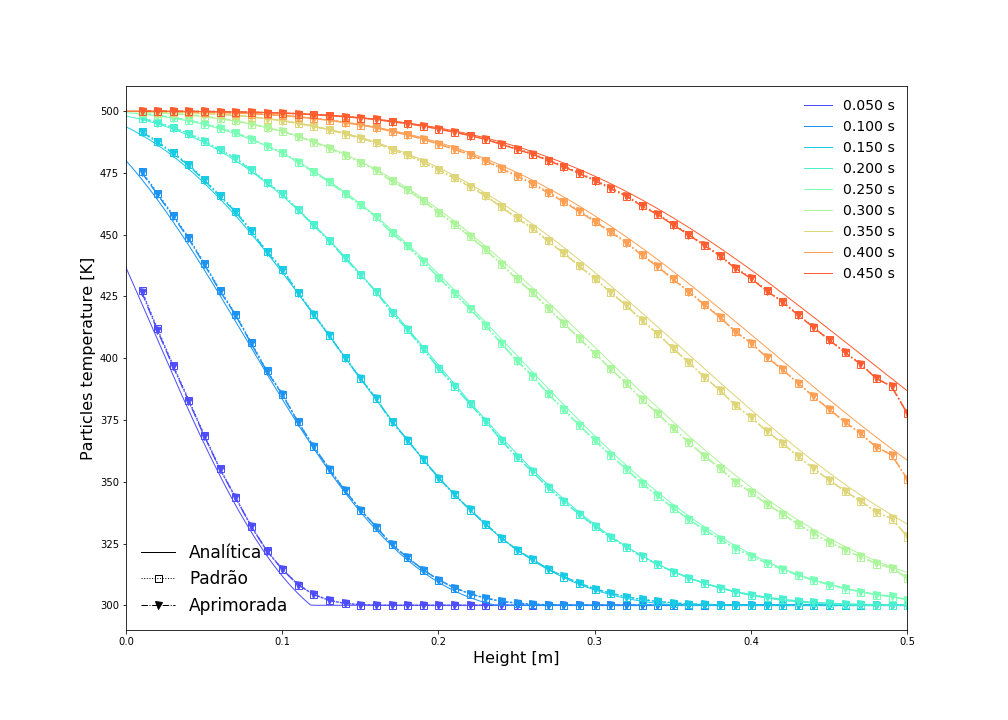 500
475
450
425
400
375
350
325
300
0.0
0.1
0.2
0.3
0.4
0.5
Particles temperature [K]
Height [m]
0.050 s
0.100 s
0.150 s
0.200 s
0.250 s
0.300 s
0.350 s
0.400 s
0.450 s
Analítica
Padrão
Aprimorada